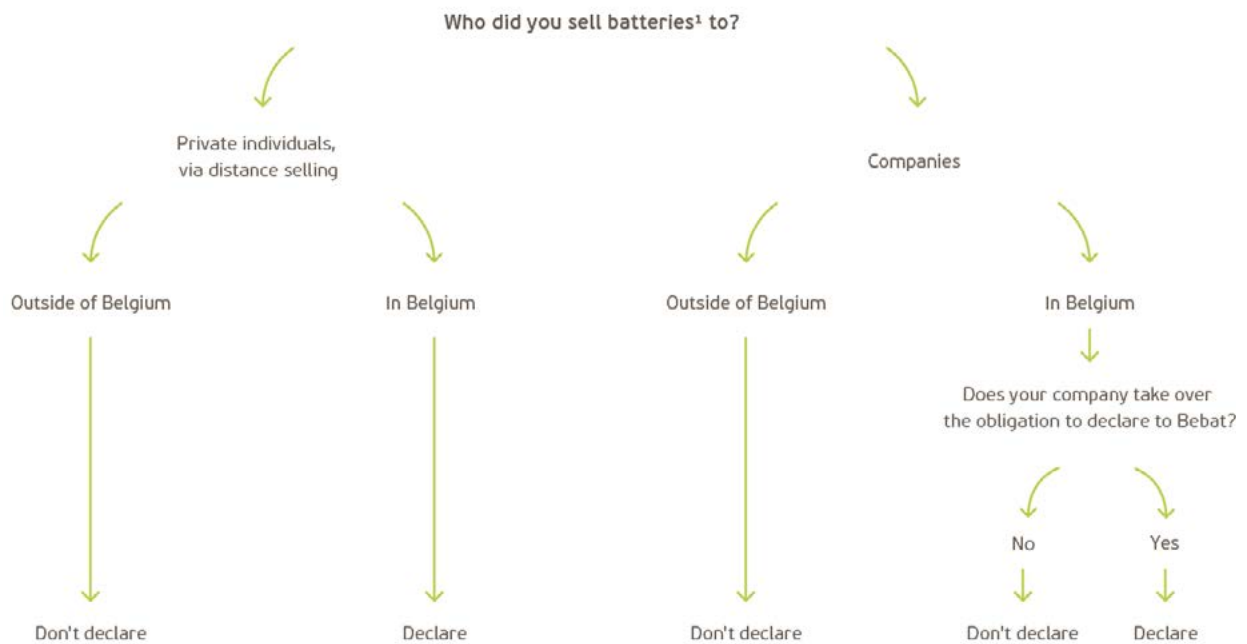 Who did you sell batteries¹ to?
Private individuals,
via distance selling
Companies
Outside of Belgium
In Belgium
Outside of Belgium
In Belgium
Does your company take over
the obligation to declare to Bebat?
No
Yes
Don't declare
Declare
Don't declare
Don't declare
Declare